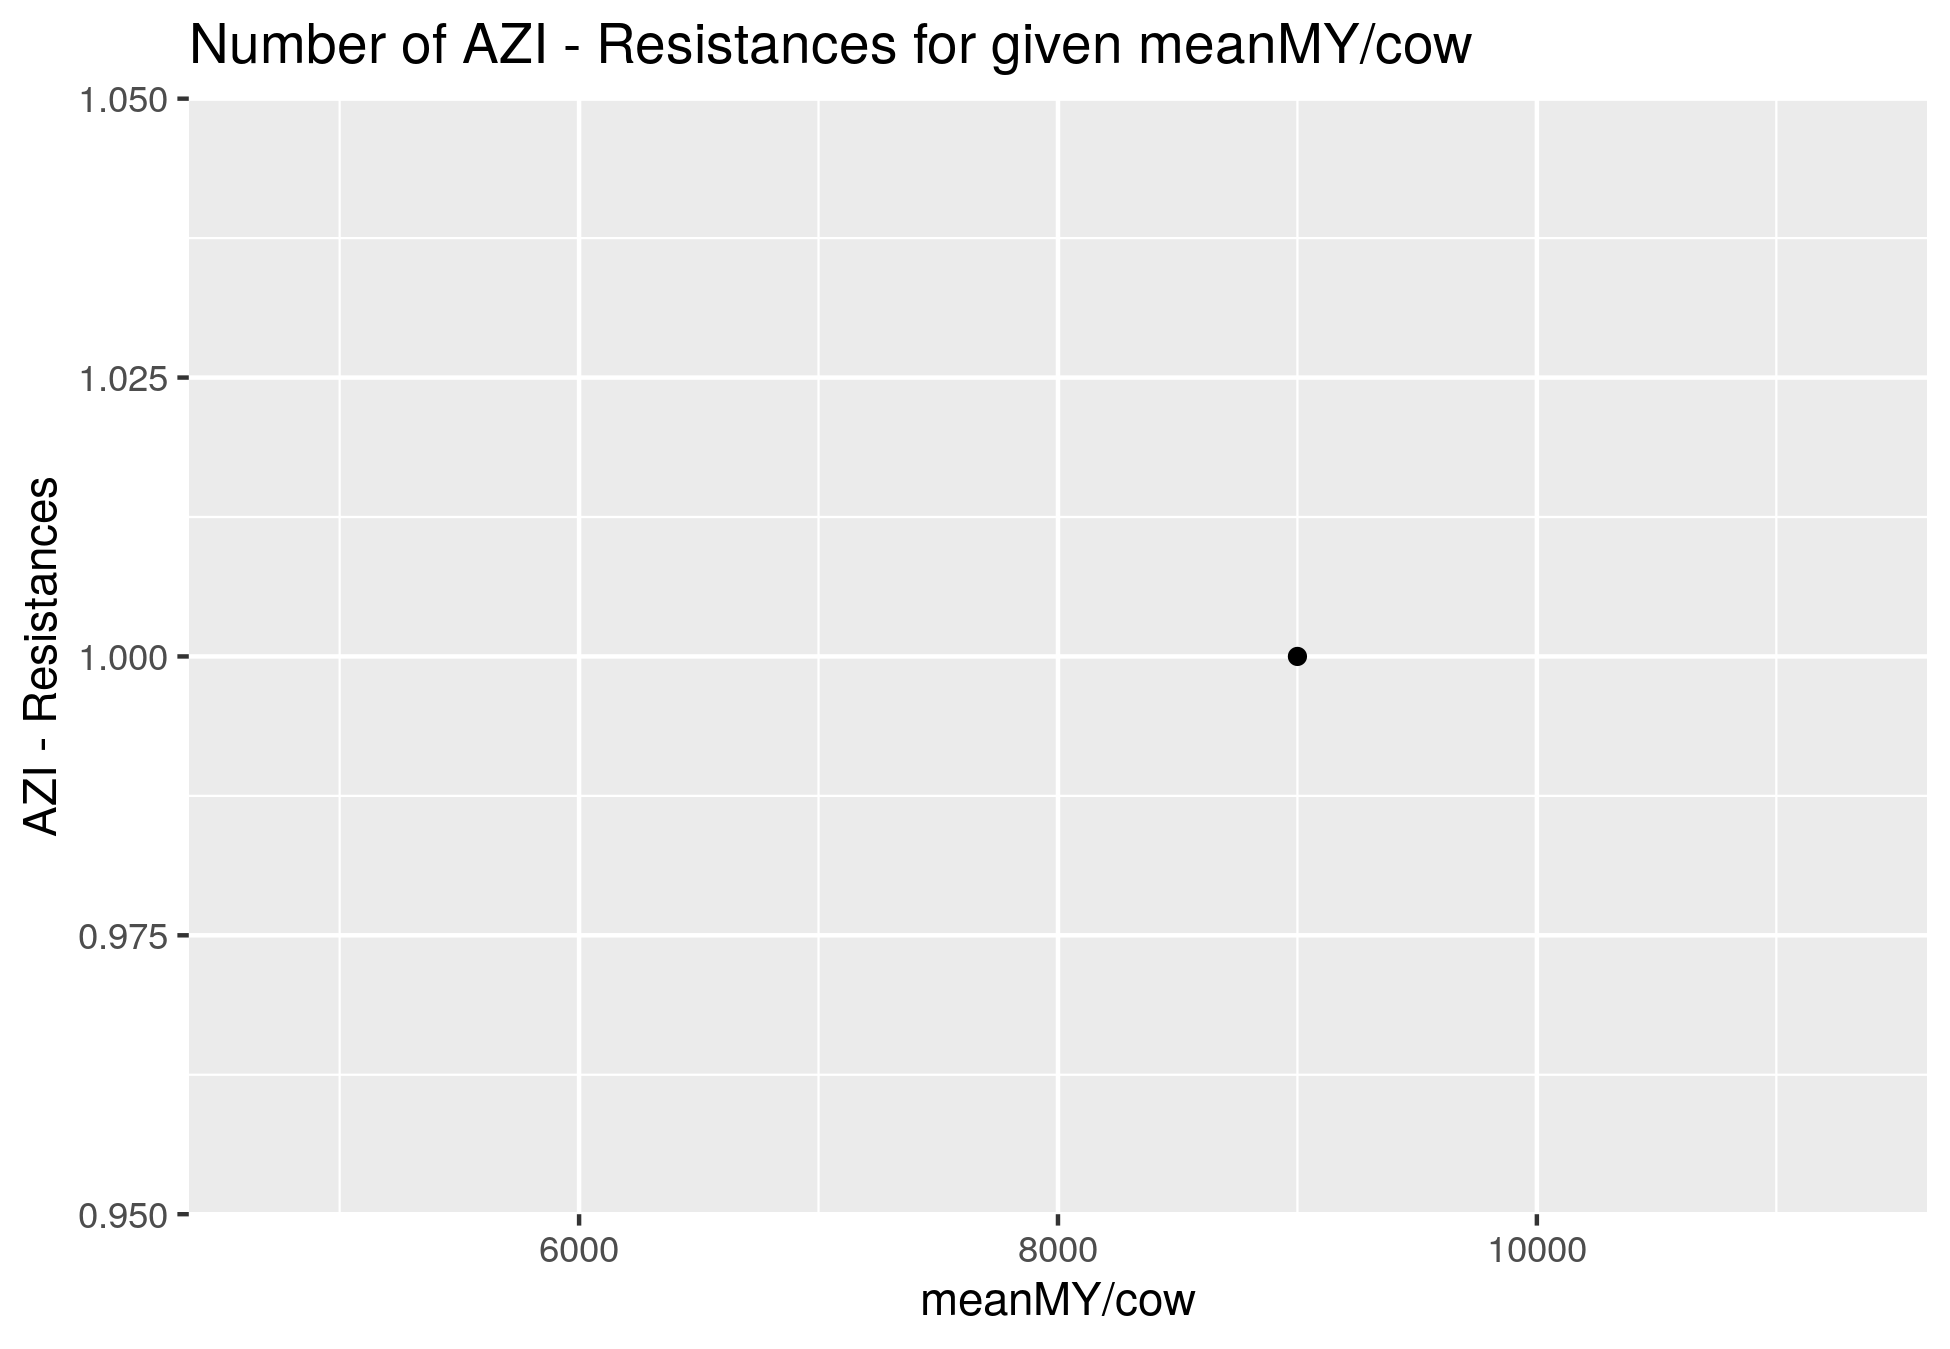 Number of AZI - Resistances for given meanMY/cow
1.050
1.025
1.000
0.975
0.950
AZI - Resistances
6000 8000 10000
meanMY/cow